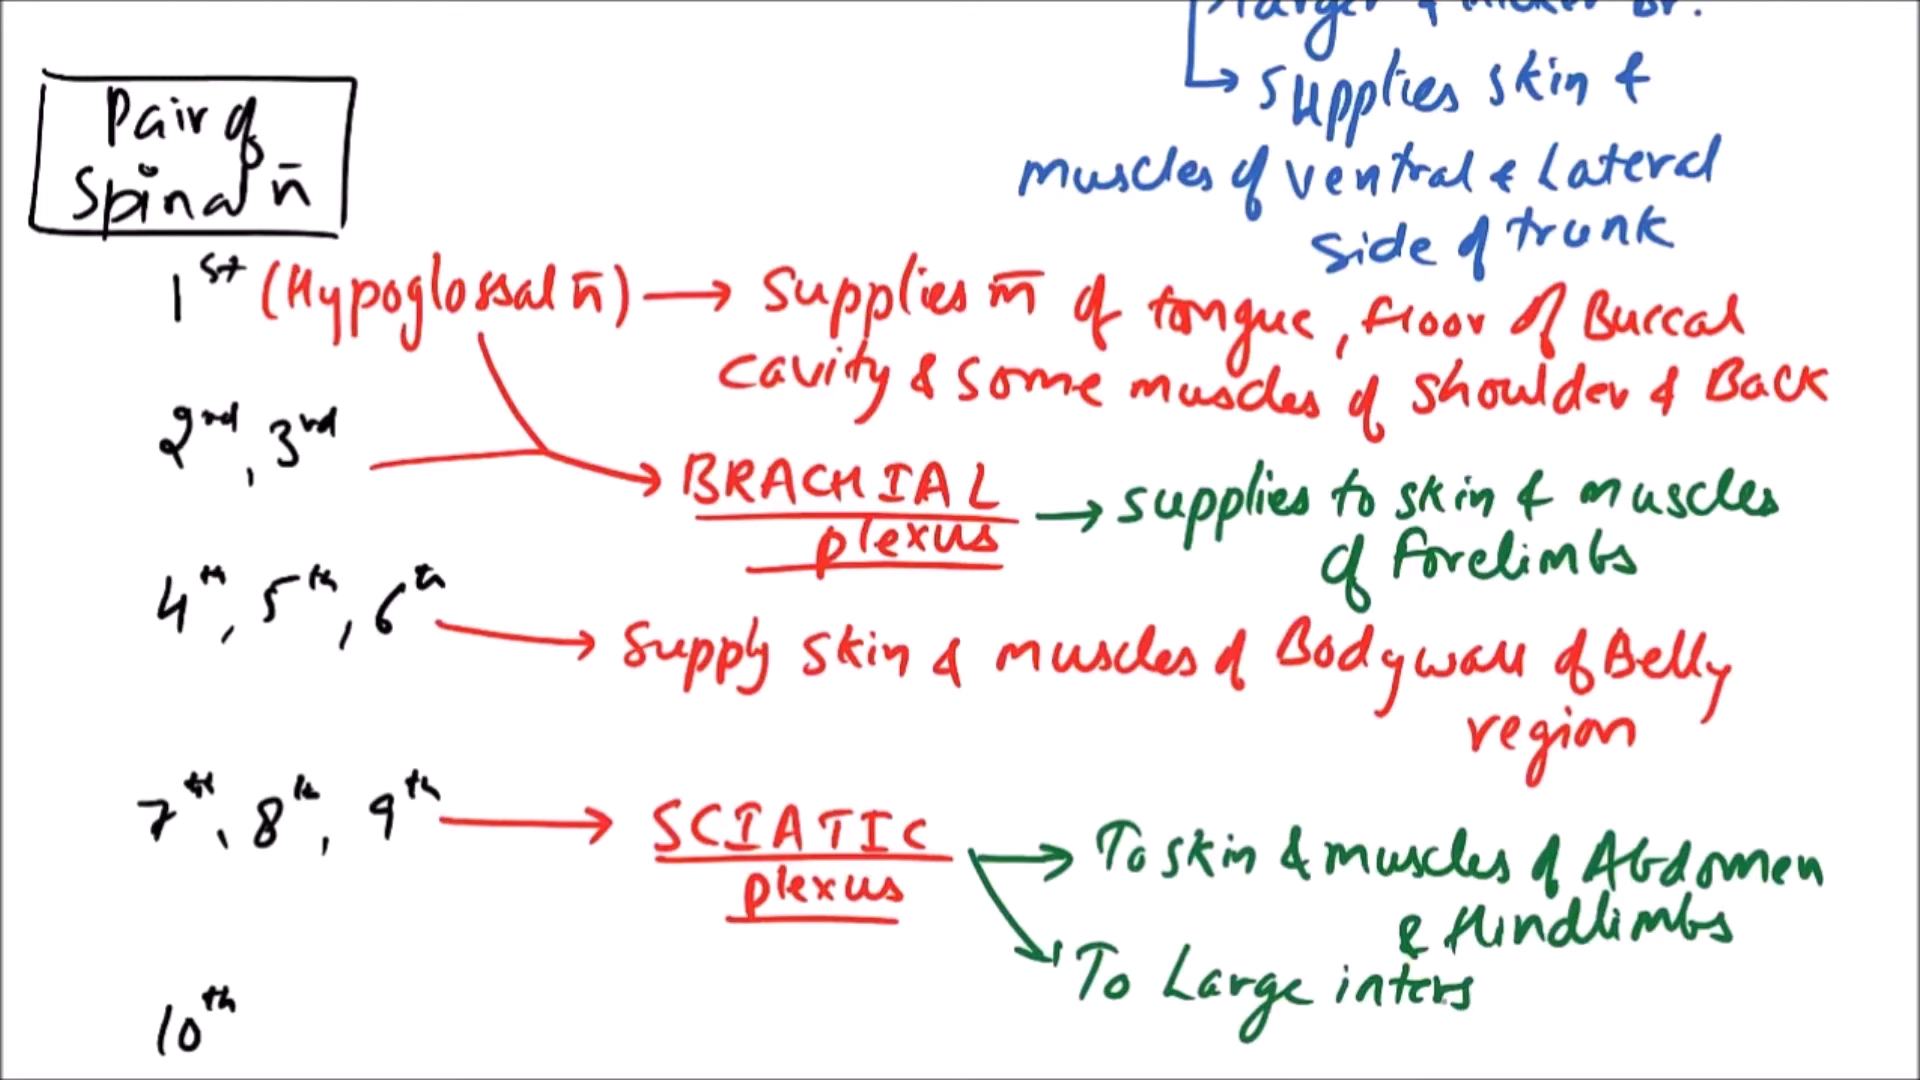 larger & thicker br.
→ Supplies skin &
muscles of ventral & Lateral
side of trunk
Pair of
Spinal n̄
1st (Hypoglossal n̄) → Supplies m̄ of tongue, floor of Buccal
cavity & some muscles of shoulder & Back
2nd, 3rd
BRACHIAL
plexus
→ supplies to skin & muscles
of forelimbs
4th, 5th, 6th → Supply skin & muscles of Bodywall of Belly
region
7th, 8th, 9th → SCIATIC
plexus
→ To skin & muscles of Abdomen
& Hindlimbs
To Large inters
10th